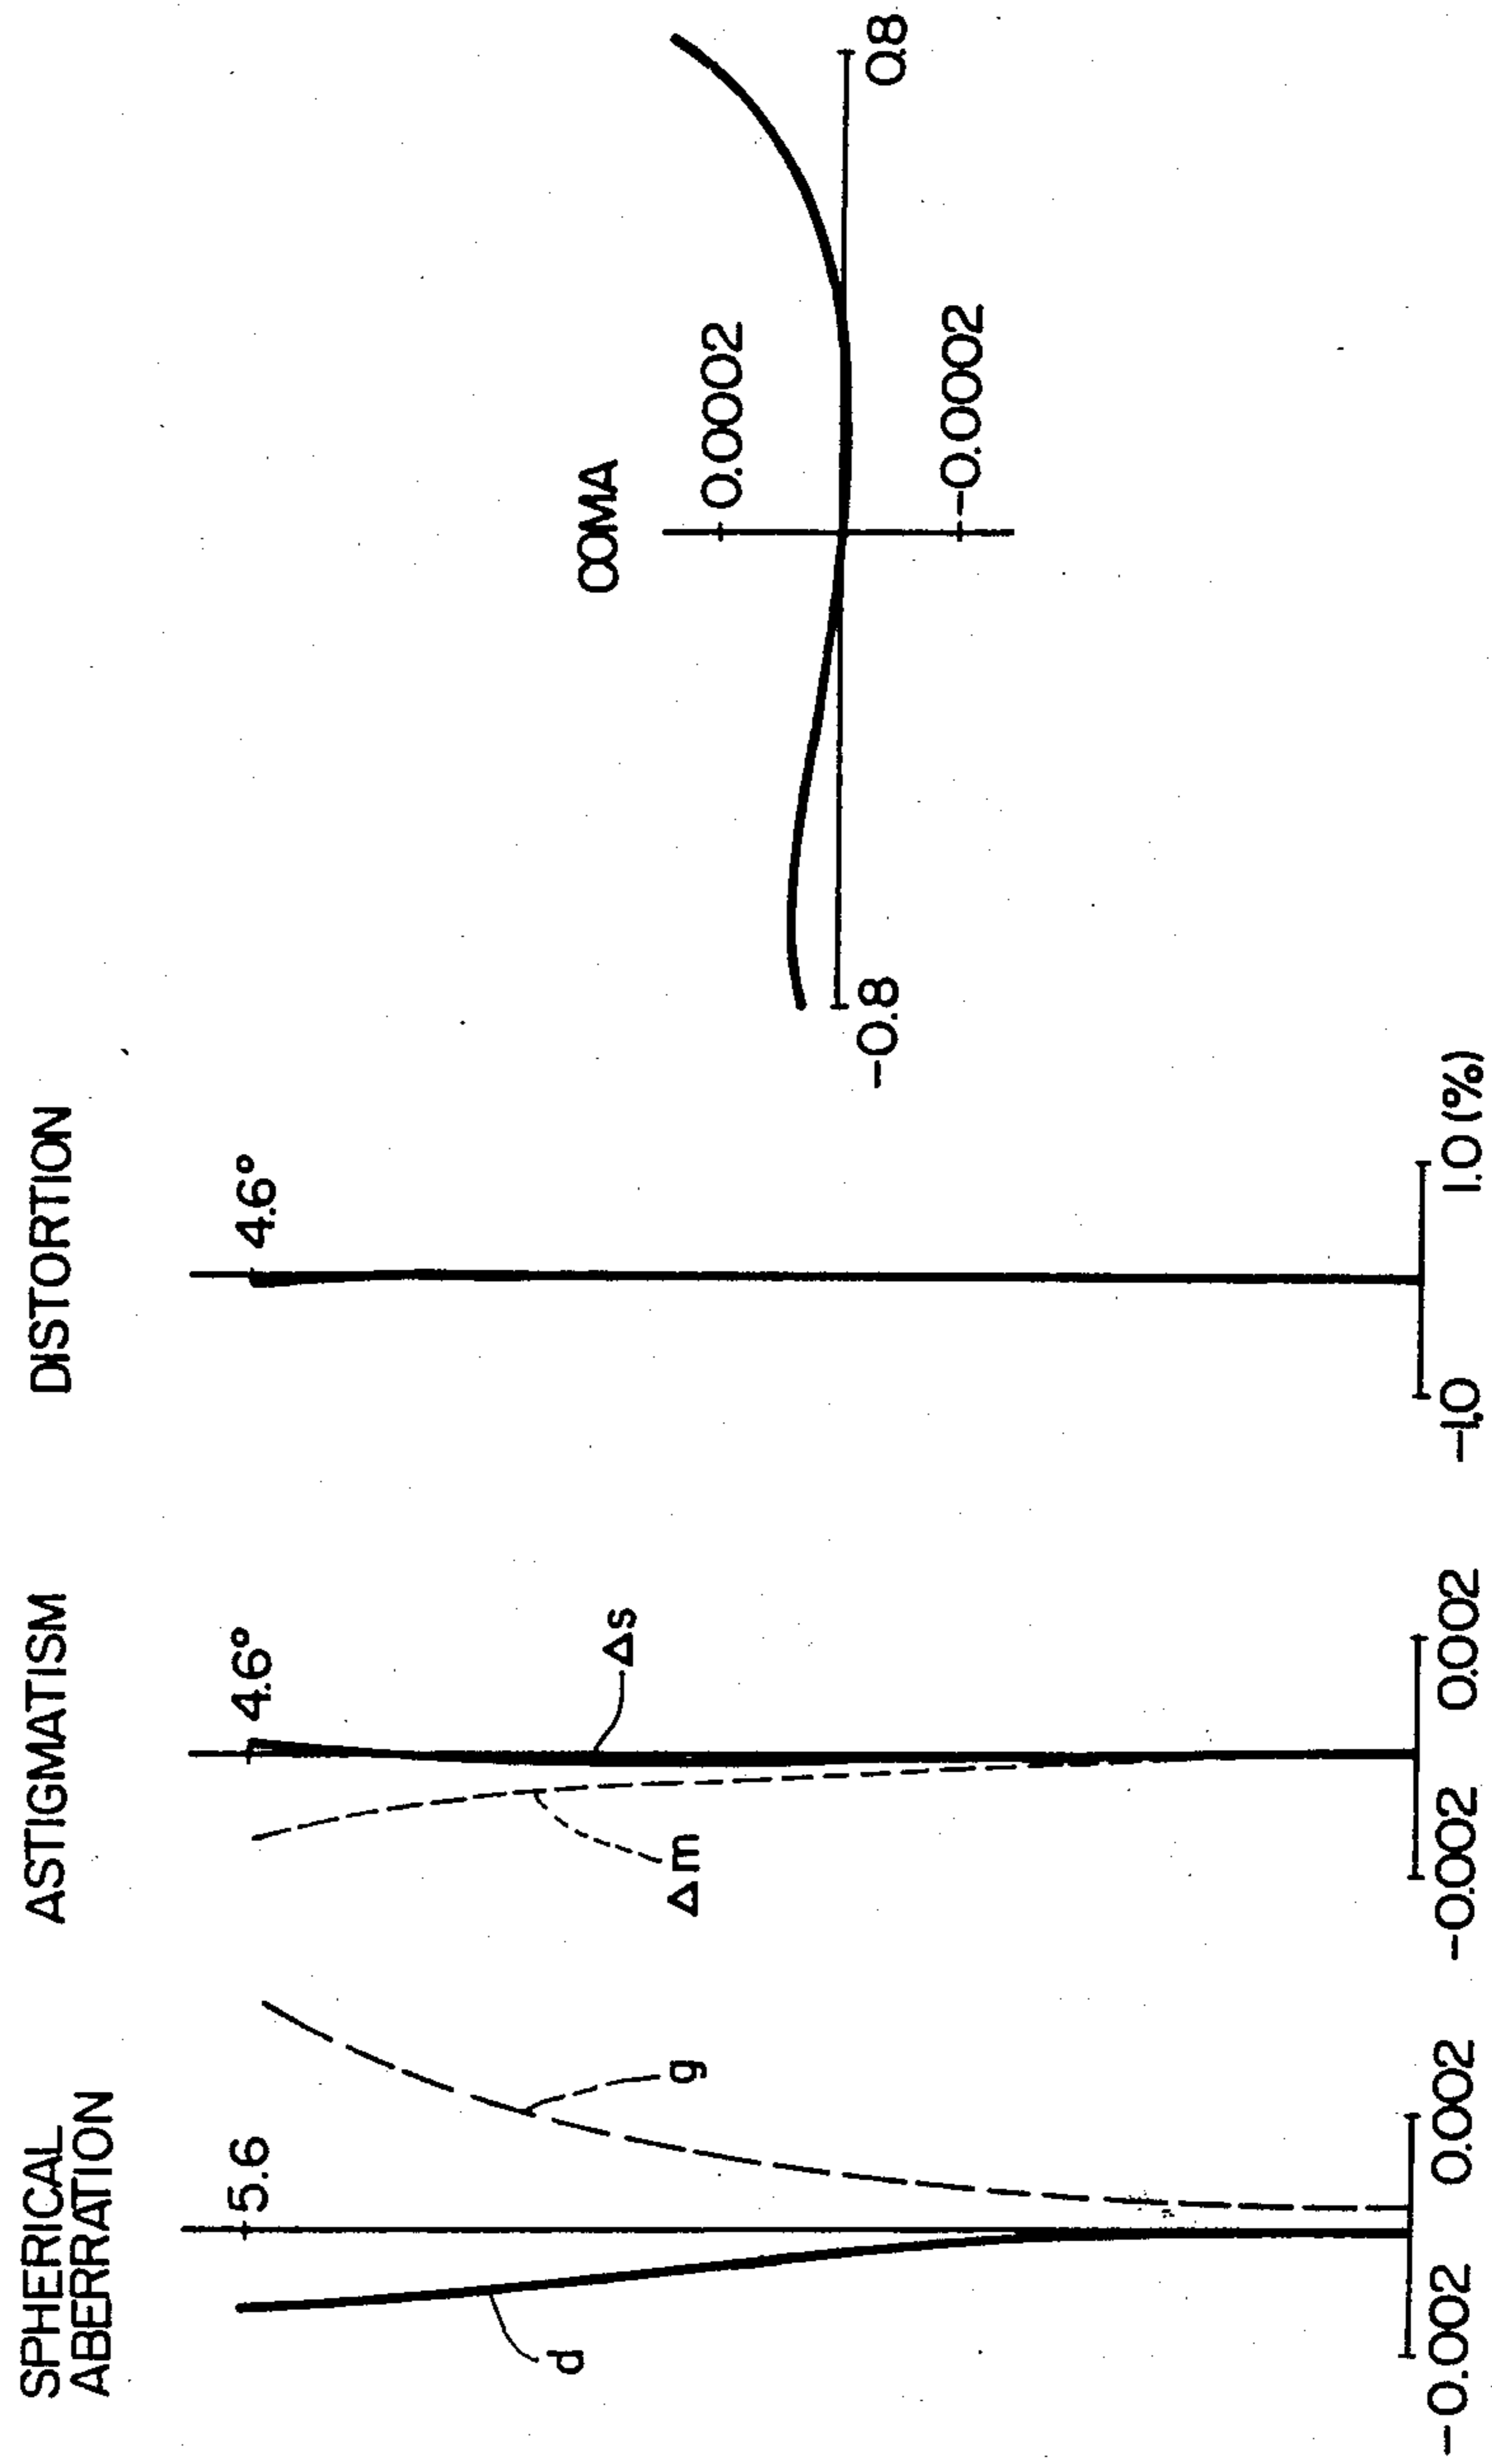 SPHERICAL
ABERRATION
5.6
d
g
-0.002
0.002
ASTIGMATISM
4.6°
Δs
Δm
-0.002
0.002
DISTORTION
4.6°
-1.0
1.0 (%)
COMA
0.0002
-0.0002
-0.8
0.8